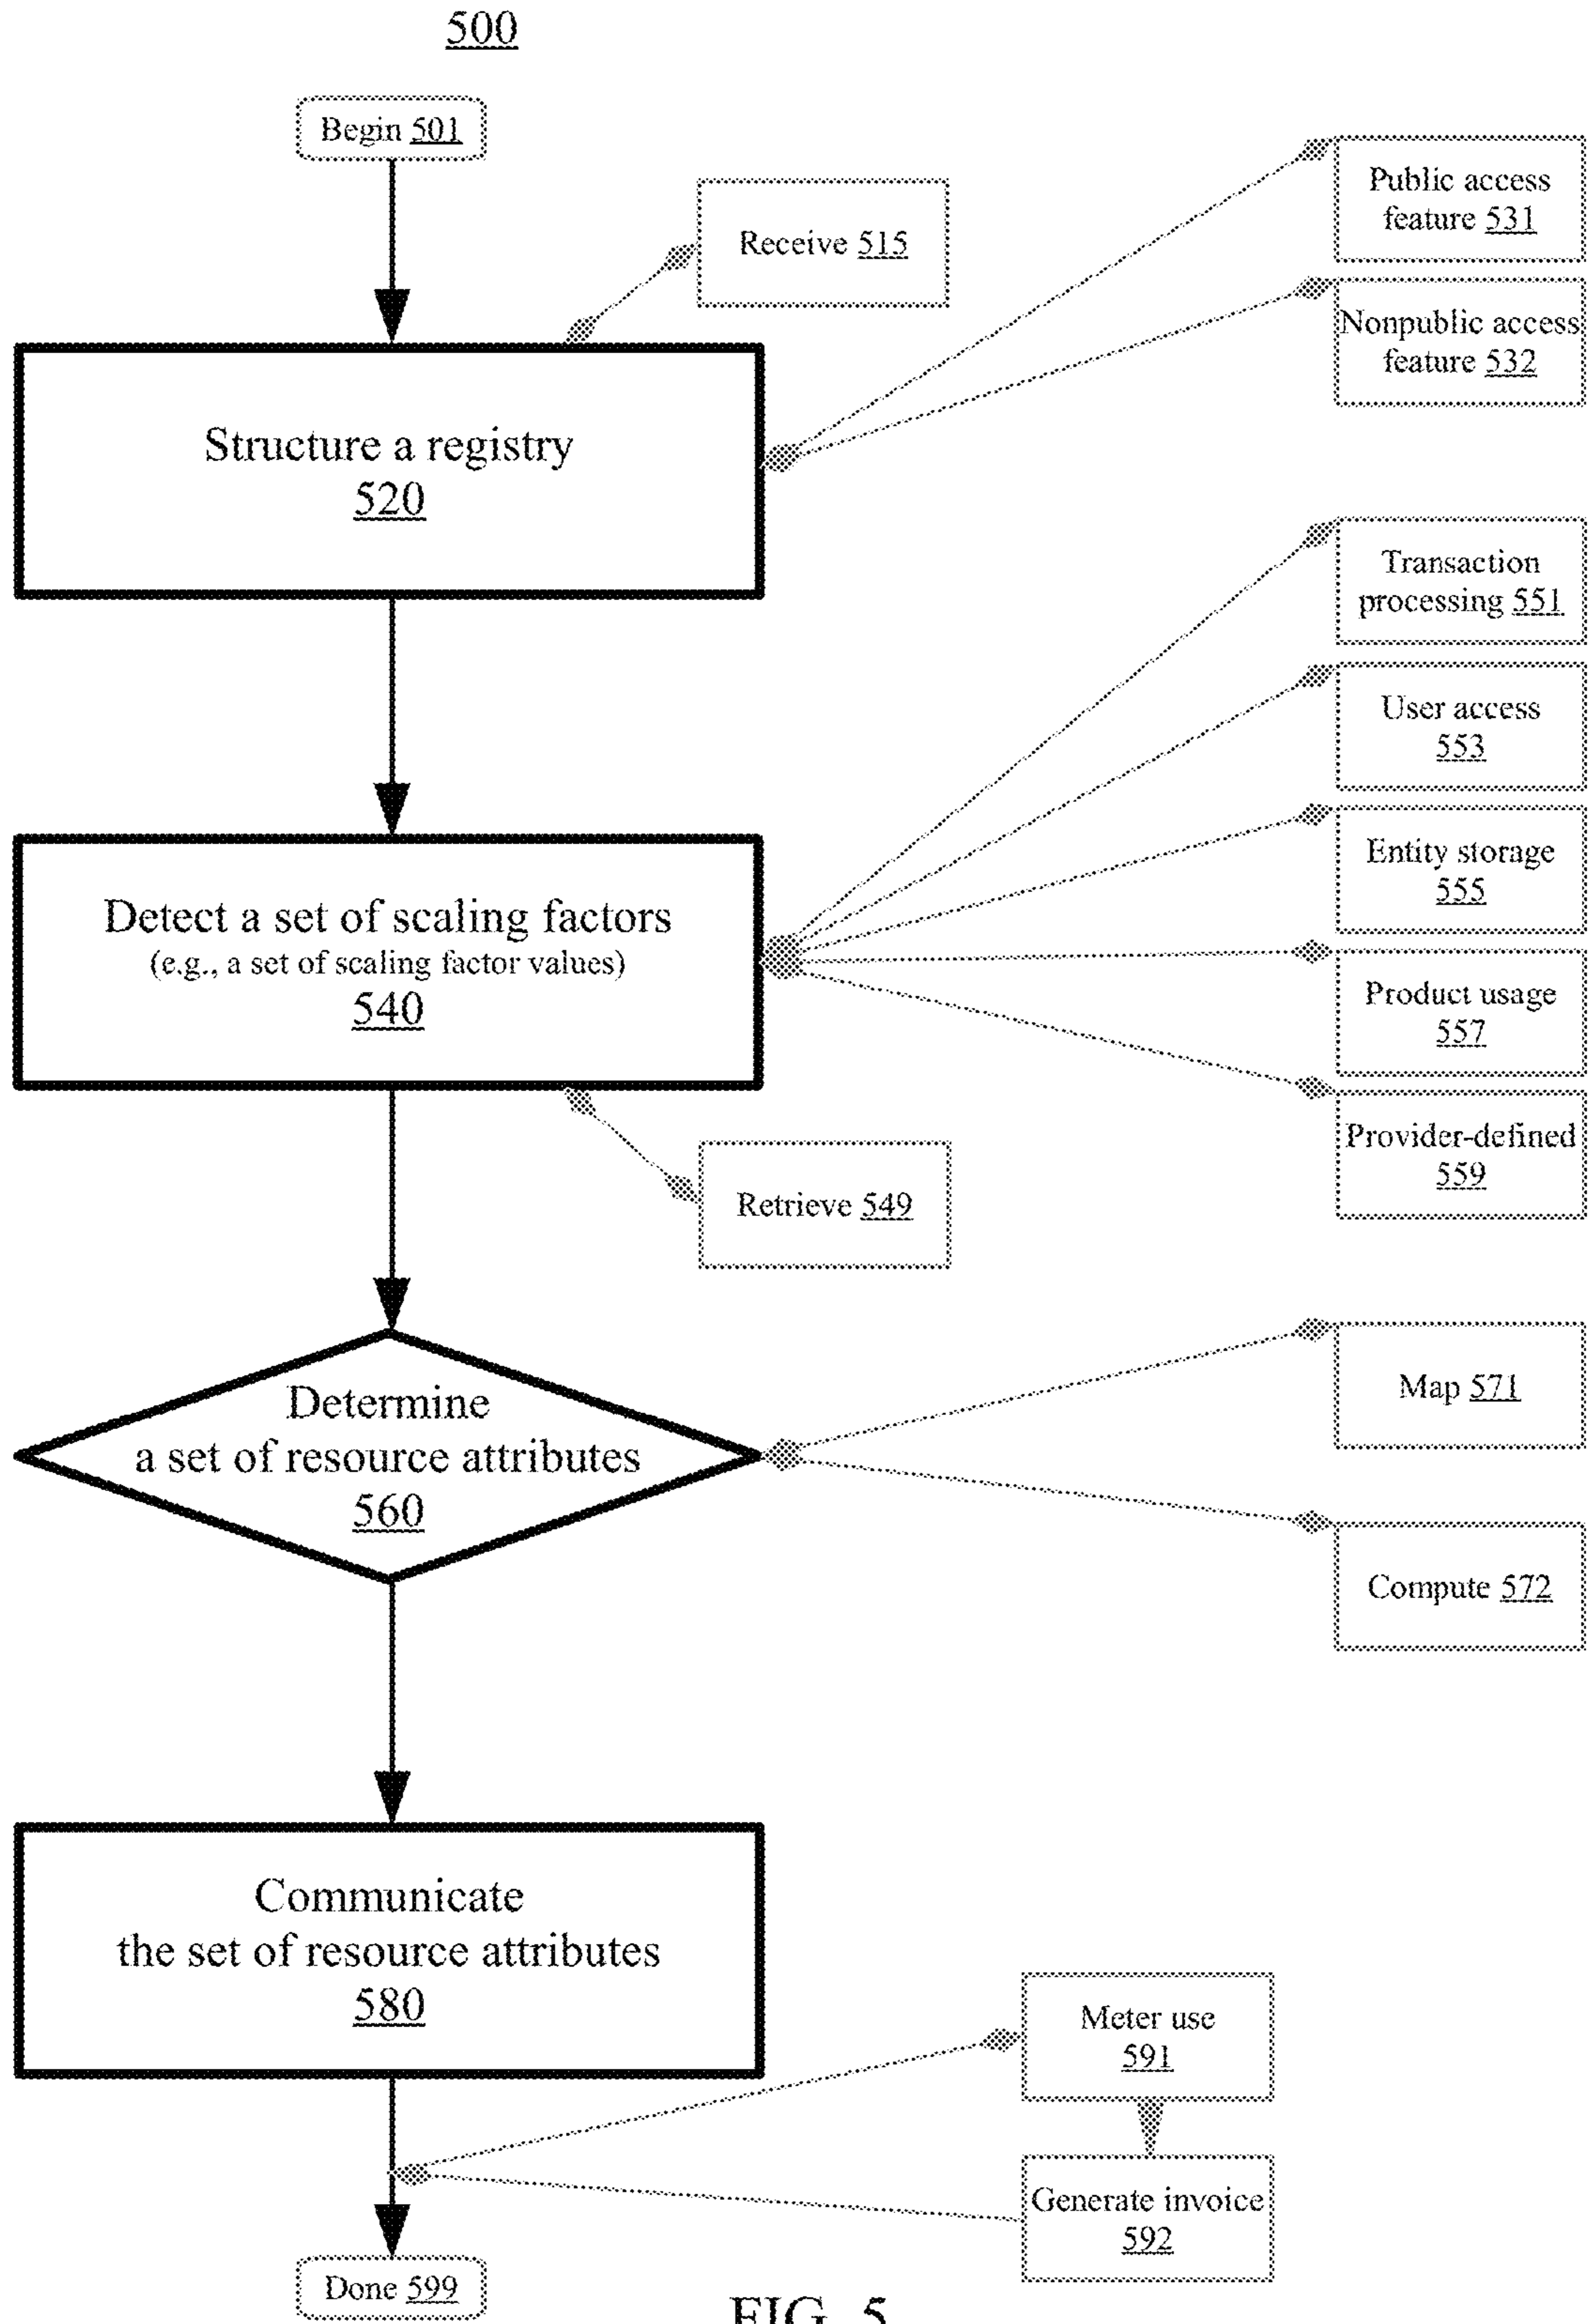 500
Begin 501
Receive 515
Public access
feature 531
Nonpublic access
feature 532
Structure a registry
520
Transaction
processing 551
User access
553
Entity storage
555
Product usage
557
Provider-defined
559
Detect a set of scaling factors
(e.g., a set of scaling factor values)
540
Retrieve 549
Determine
a set of resource attributes
560
Map 571
Compute 572
Communicate
the set of resource attributes
580
Meter use
591
Generate invoice
592
Done 599
FIG. 5